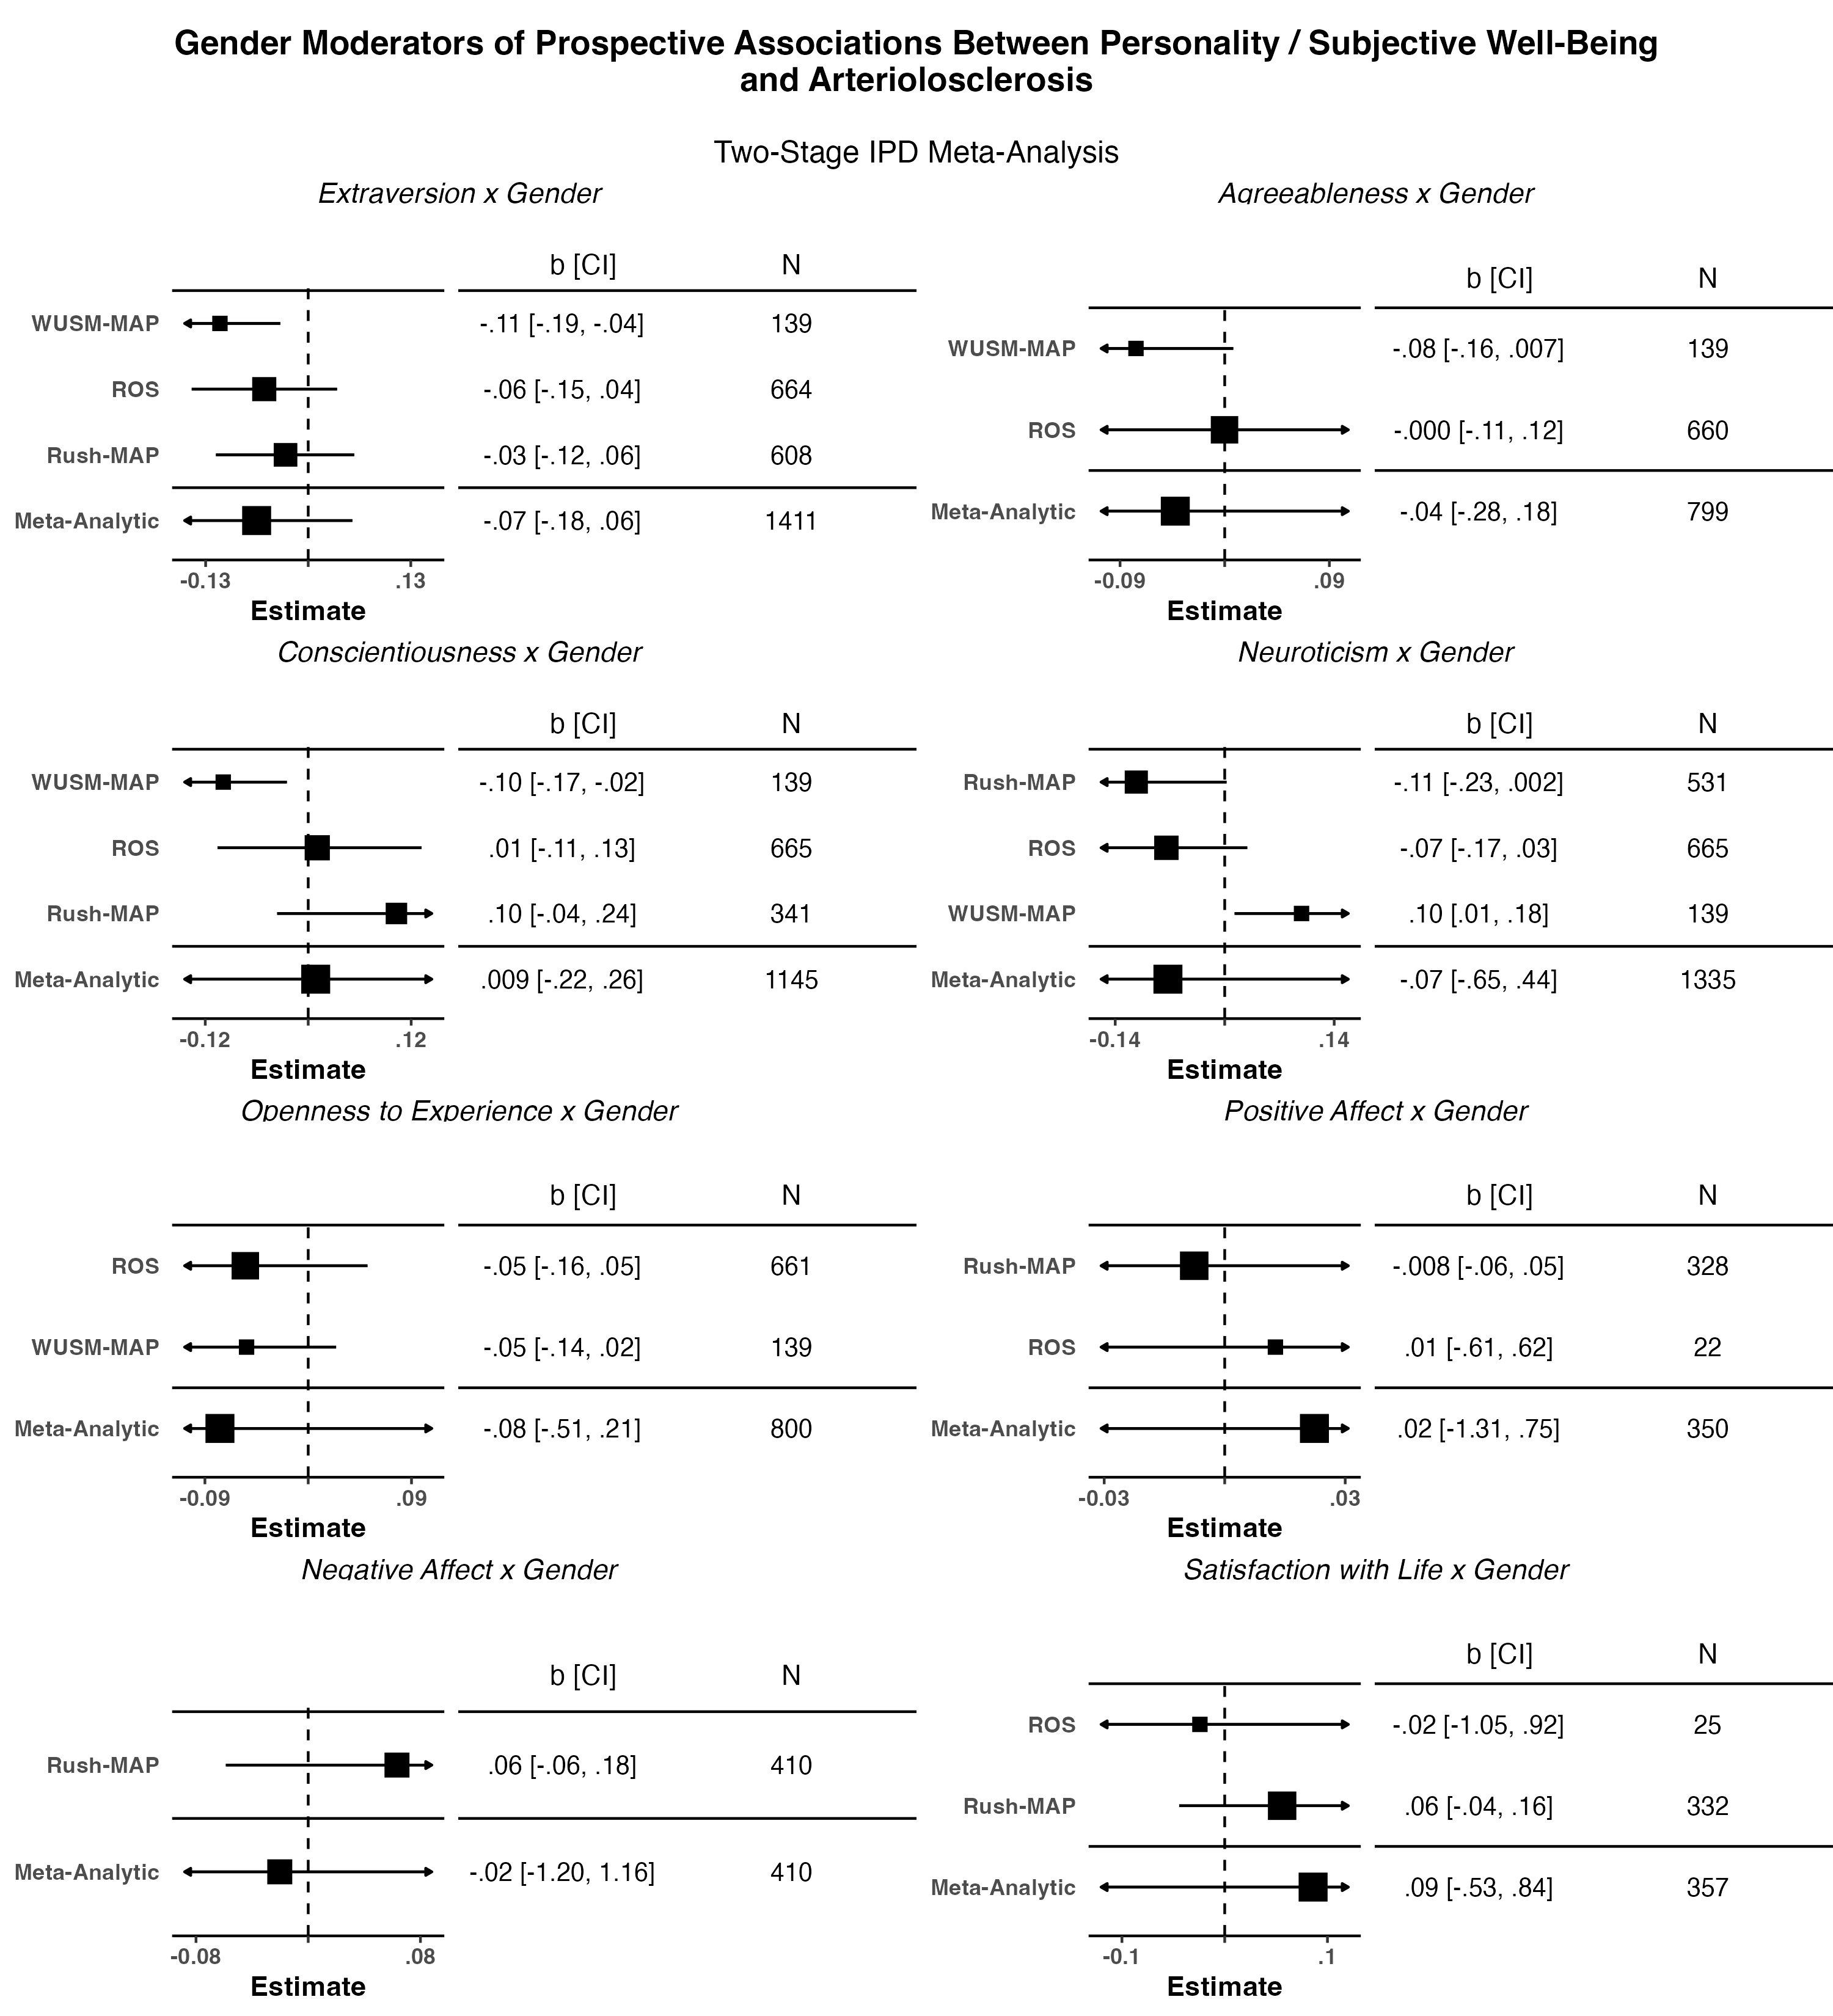 Gender Moderators of Prospective Associations Between Personality / Subjective Well-Being
and Arteriolosclerosis
Two-Stage IPD Meta-Analysis
Extraversion x Gender
b [CI] N
WUSM-MAP -.11 [-.19, -.04] 139
ROS -.06 [-.15, .04] 664
Rush-MAP -.03 [-.12, .06] 608
Meta-Analytic -.07 [-.18, .06] 1411
-0.13 .13
Estimate
Agreeableness x Gender
b [CI] N
WUSM-MAP -.08 [-.16, .007] 139
ROS -.000 [-.11, .12] 660
Meta-Analytic -.04 [-.28, .18] 799
-0.09 .09
Estimate
Conscientiousness x Gender
b [CI] N
WUSM-MAP -.10 [-.17, -.02] 139
ROS .01 [-.11, .13] 665
Rush-MAP .10 [-.04, .24] 341
Meta-Analytic .009 [-.22, .26] 1145
-0.12 .12
Estimate
Neuroticism x Gender
b [CI] N
Rush-MAP -.11 [-.23, .002] 531
ROS -.07 [-.17, .03] 665
WUSM-MAP .10 [.01, .18] 139
Meta-Analytic -.07 [-.65, .44] 1335
-0.14 .14
Estimate
Openness to Experience x Gender
b [CI] N
ROS -.05 [-.16, .05] 661
WUSM-MAP -.05 [-.14, .02] 139
Meta-Analytic -.08 [-.51, .21] 800
-0.09 .09
Estimate
Positive Affect x Gender
b [CI] N
Rush-MAP -.008 [-.06, .05] 328
ROS .01 [-.61, .62] 22
Meta-Analytic .02 [-1.31, .75] 350
-0.03 .03
Estimate
Negative Affect x Gender
b [CI] N
Rush-MAP .06 [-.06, .18] 410
Meta-Analytic -.02 [-1.20, 1.16] 410
-0.08 .08
Estimate
Satisfaction with Life x Gender
b [CI] N
ROS -.02 [-1.05, .92] 25
Rush-MAP .06 [-.04, .16] 332
Meta-Analytic .09 [-.53, .84] 357
-0.1 .1
Estimate